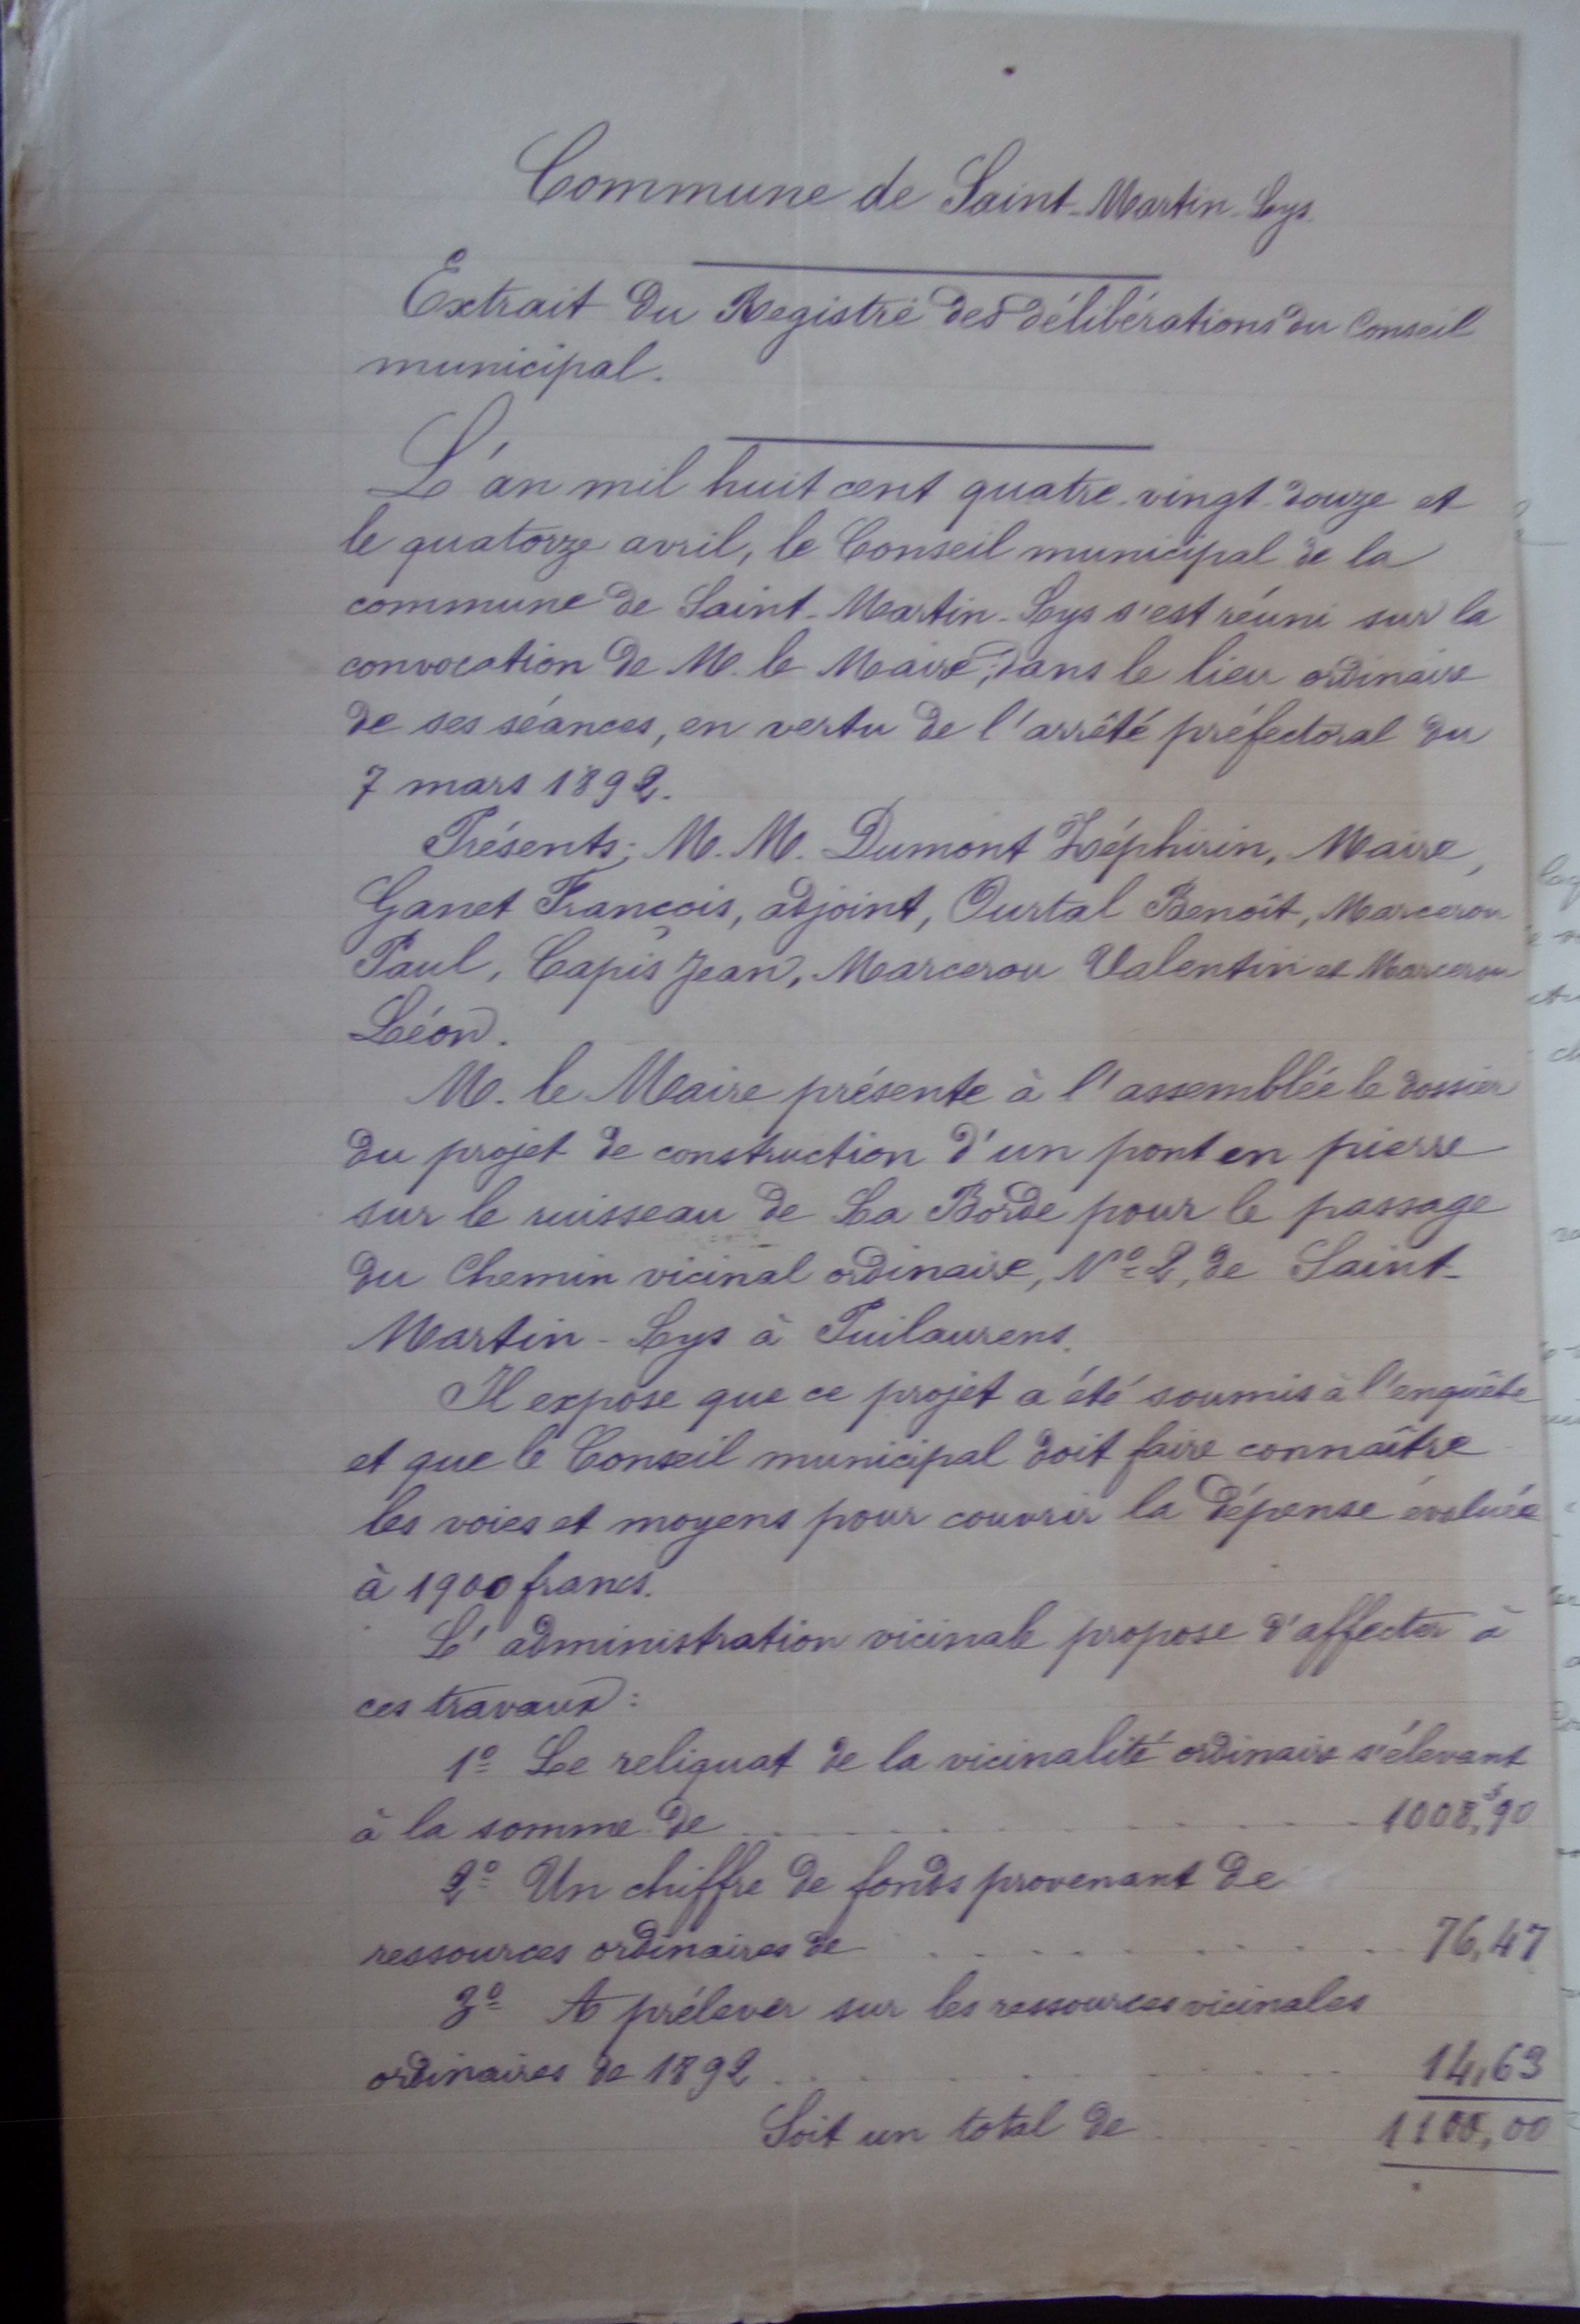 Commune de Saint-Martin-Lys
Extrait du Registre des délibérations du Conseil
municipal.
L'an mil huit cent quatre-vingt-douze et
le quatorze avril, le Conseil municipal de la
commune de Saint-Martin-Lys s'est réuni sur la
convocation de M. le Maire, dans le lieu ordinaire
de ses séances, en vertu de l'arrêté préfectoral du
7 mars 1892.
Présents: M. M. Dumont Zéphirin, Maire,
Ganet François, adjoint, Ourtal Benoît, Marcerou
Paul, Capis Jean, Marcerou Valentin et Marcerou
Léon.
M. le Maire présente à l'assemblée le dossier
du projet de construction d'un pont en pierre
sur le ruisseau de La Borde pour le passage
du Chemin vicinal ordinaire, Nº 2, de Saint-
Martin-Lys à Puilaurens.
Il expose que ce projet a été soumis à l'enquête
et que le Conseil municipal doit faire connaître
les voies et moyens pour couvrir la dépense évaluée
à 1900 francs.
L'administration vicinale propose d'affecter à
ces travaux:
1º Le reliquat de la vicinalité ordinaire s'élevant
à la somme de 1008,f90
2º Un chiffre de fonds provenant de
ressources ordinaires de 76,47
3º A prélever sur les ressources vicinales
ordinaires de 1892 14,63
Soit un total de 1100,00